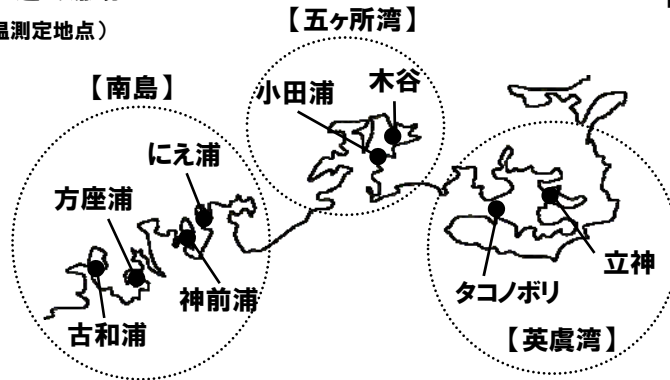 温測定地点）
【五ヶ所湾】
小田浦
木谷
【南島】
にえ浦
方座浦
神前浦
古和浦
立神
タコノボリ
【英虞湾】